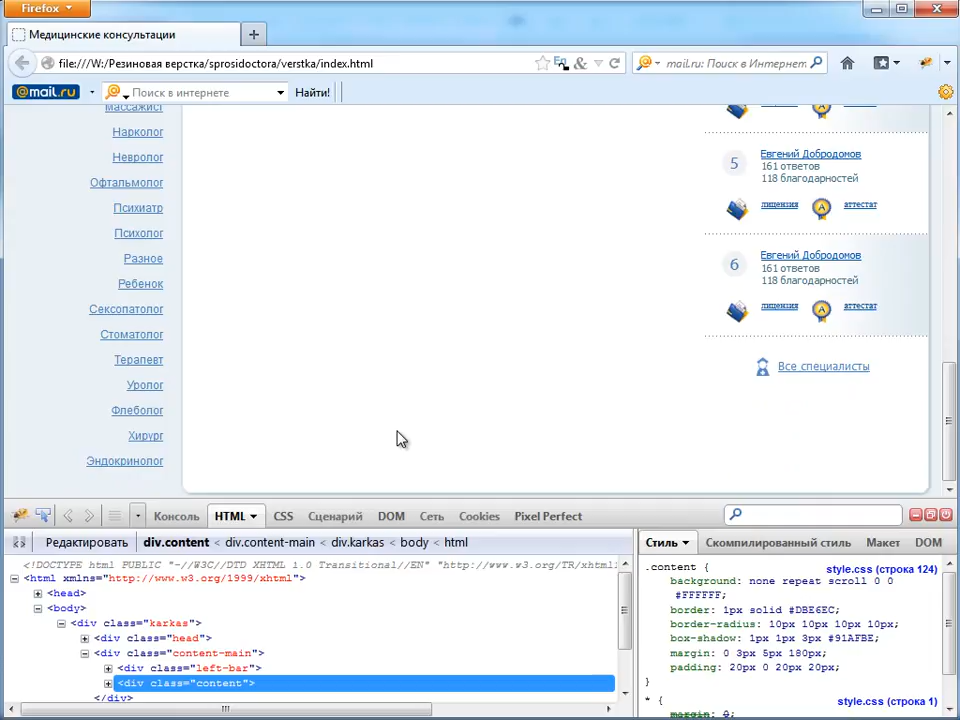 Firefox
Медицинские консультации
file:///W:/Резиновая верстка/sprosidoctora/verstka/index.html
mail.ru: Поиск в Интернет
@mail.ru
Поиск в интернете
Найти!
Массажист
Нарколог
Невролог
Офтальмолог
Психиатр
Психолог
Разное
Ребенок
Сексопатолог
Стоматолог
Терапевт
Уролог
Флеболог
Хирург
Эндокринолог
5
Евгений Добродомов
161 ответов
118 благодарностей
лицензия
A
аттестат
6
Евгений Добродомов
161 ответов
118 благодарностей
лицензия
A
аттестат
Все специалисты
Консоль HTML CSS Сценарий DOM Сеть Cookies Pixel Perfect
Редактировать div.content < div.content-main < div.karkas < body < html
<!DOCTYPE html PUBLIC "-//W3C//DTD XHTML 1.0 Transitional//EN" "http://www.w3.org/TR/xhtml1
<html xmlns="http://www.w3.org/1999/xhtml">
<head>
<body>
<div class="karkas">
<div class="head">
<div class="content-main">
<div class="left-bar">
<div class="content">
</div>
Стиль Скомпилированный стиль Макет DOM
.content { style.css (строка 124)
background: none repeat scroll 0 0
#FFFFFF;
border: 1px solid #DBE6EC;
border-radius: 10px 10px 10px 10px;
box-shadow: 1px 1px 3px #91AFBE;
margin: 0 3px 5px 180px;
padding: 20px 0 20px 20px;
}
* { style.css (строка 1)
margin: 0;